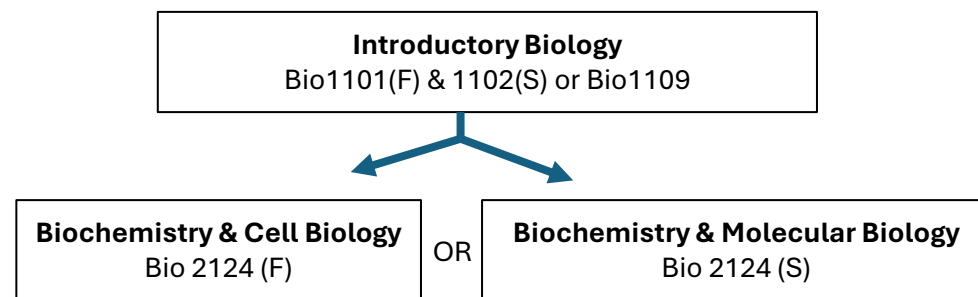 Introductory Biology
Bio1101(F) & 1102(S) or Bio1109
Biochemistry & Cell Biology
Bio 2124 (F)
OR
Biochemistry & Molecular Biology
Bio 2124 (S)